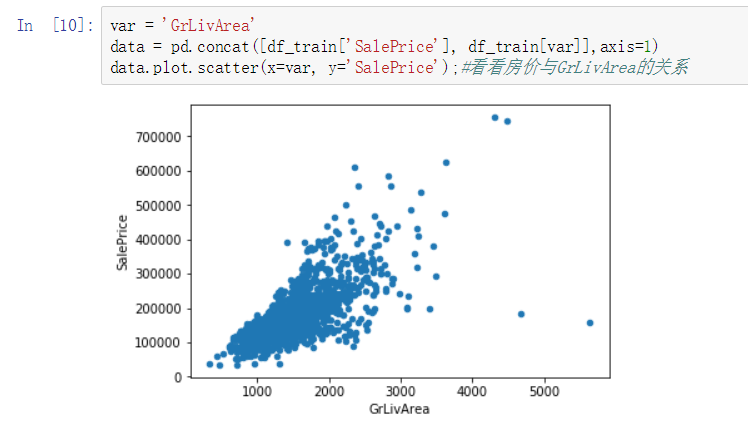 In [10]: var = 'GrLivArea'
data = pd.concat([df_train['SalePrice'], df_train[var]],axis=1)
data.plot.scatter(x=var, y='SalePrice');#看看房价与GrLivArea的关系
700000
600000
500000
400000
300000
200000
100000
0
SalePrice
1000 2000 3000 4000 5000
GrLivArea